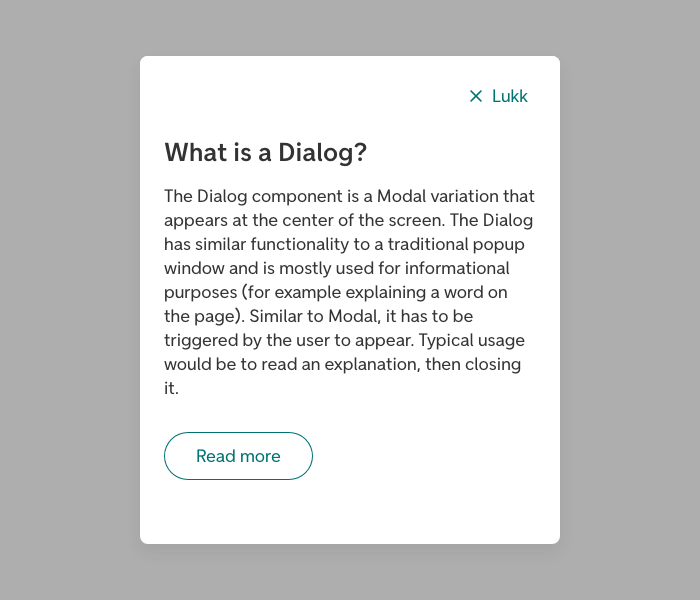 Lukk
What is a Dialog?
The Dialog component is a Modal variation that
appears at the center of the screen. The Dialog
has similar functionality to a traditional popup
window and is mostly used for informational
purposes (for example explaining a word on
the page). Similar to Modal, it has to be
triggered by the user to appear. Typical usage
would be to read an explanation, then closing
it.
Read more